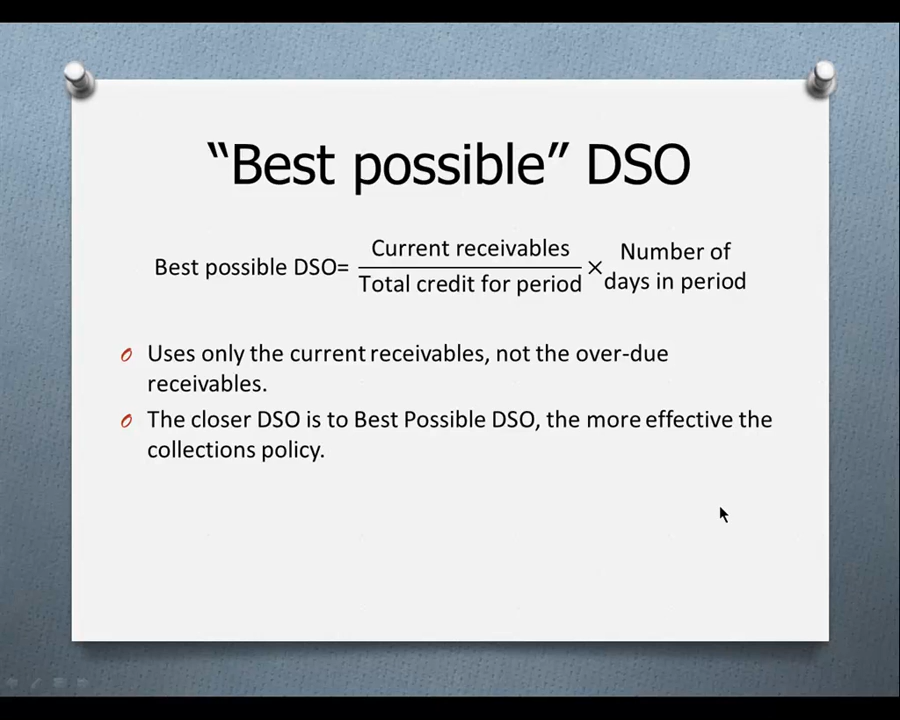 “Best possible” DSO
Best possible DSO= Current receivables / Total credit for period × Number of days in period
Uses only the current receivables, not the over-due
receivables.
The closer DSO is to Best Possible DSO, the more effective the
collections policy.